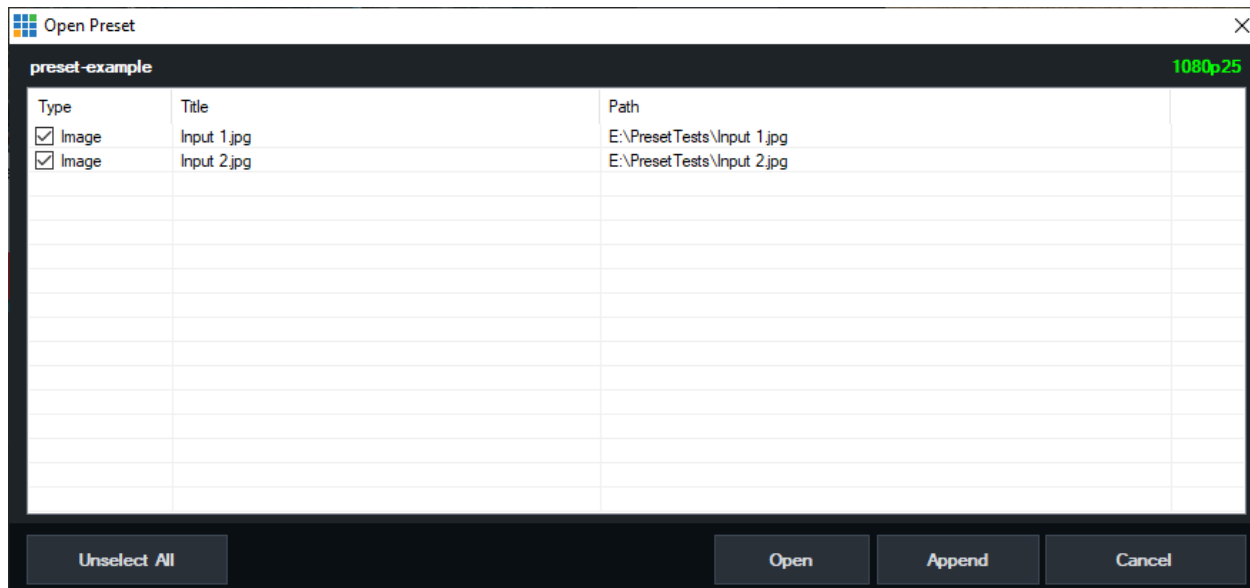 Open Preset
preset-example 1080p25
Type Title Path
Image Input 1.jpg E:\PresetTests\Input 1.jpg
Image Input 2.jpg E:\PresetTests\Input 2.jpg
Unselect All Open Append Cancel